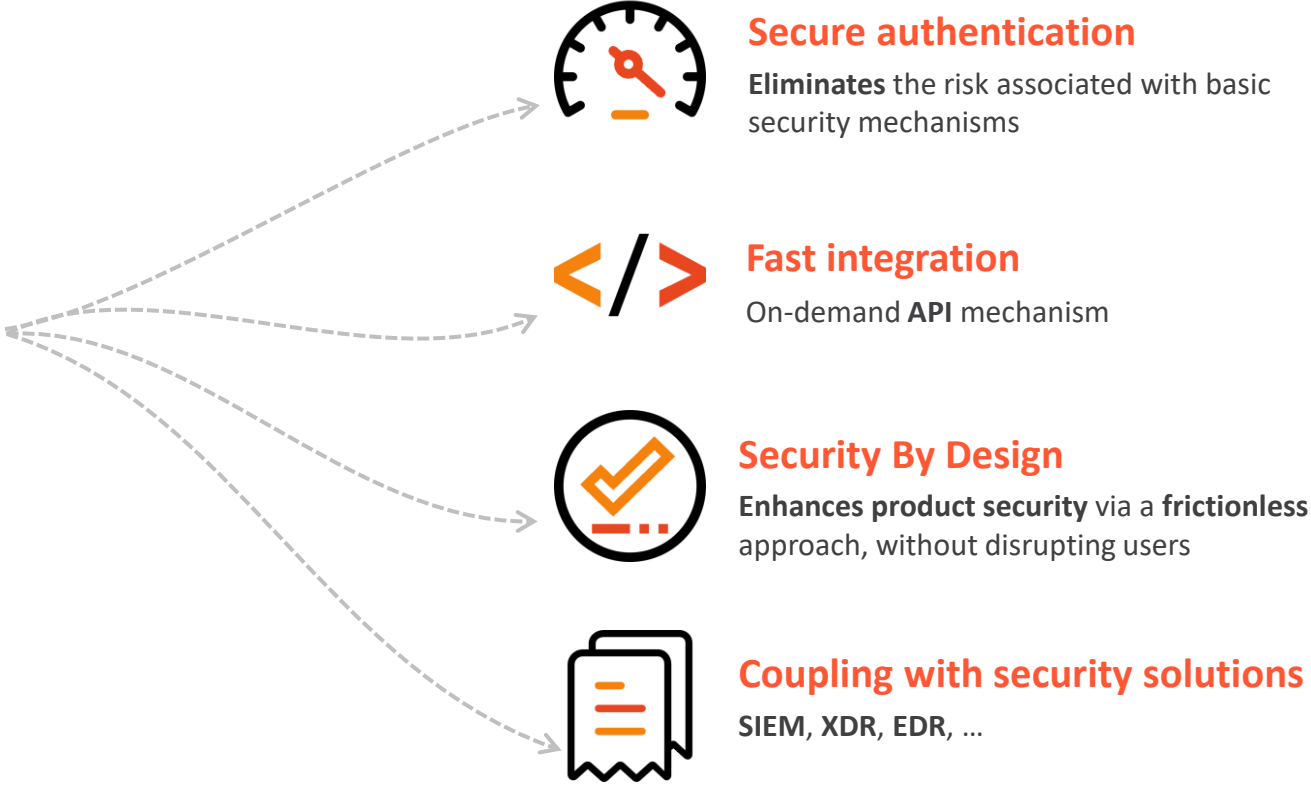 Secure authentication
Eliminates the risk associated with basic
security mechanisms
</>
Fast integration
On-demand API mechanism
Security By Design
Enhances product security via a frictionless
approach, without disrupting users
Coupling with security solutions
SIEM, XDR, EDR, ...